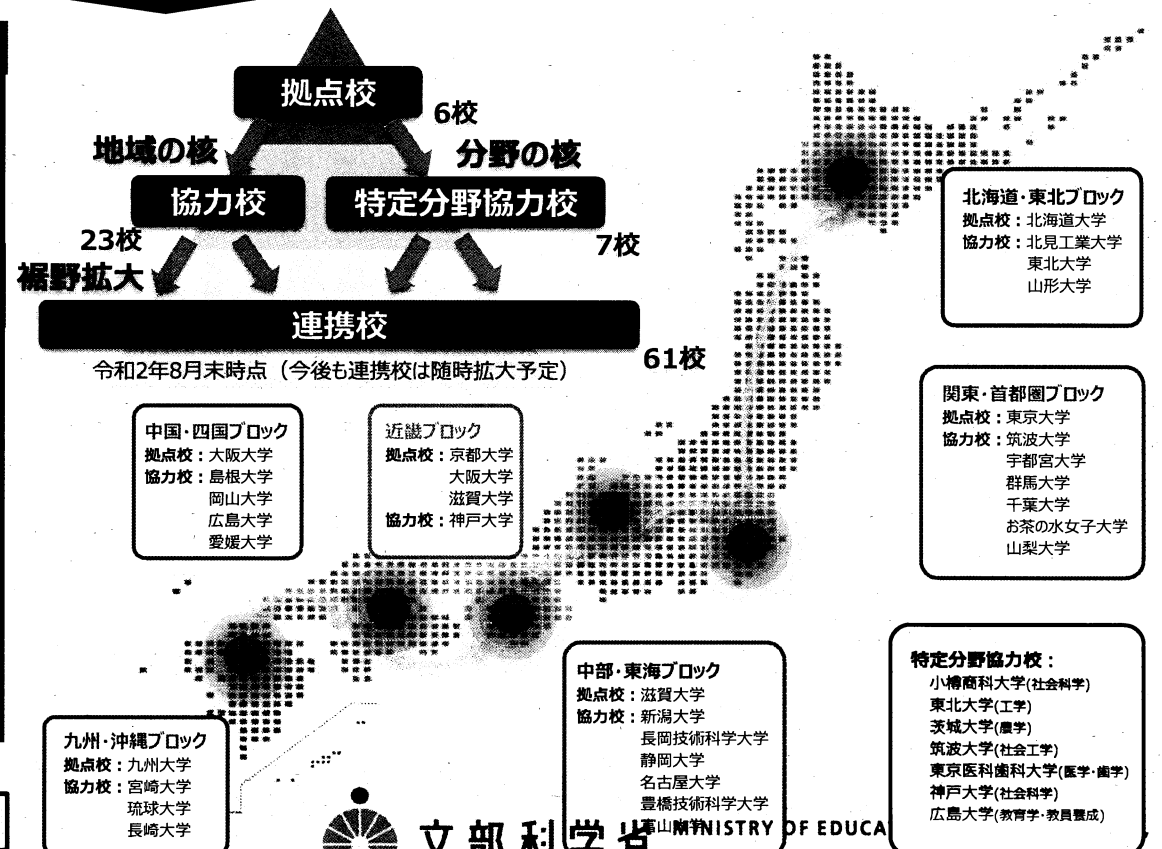 拠点校
6校
地域の核
分野の核
協力校
特定分野協力校
23校
7校
裾野拡大
連携校
61校
令和2年8月末時点（今後も連携校は随時拡大予定）
北海道・東北ブロック
拠点校：北海道大学
協力校：北見工業大学
東北大学
山形大学
関東・首都圏ブロック
拠点校：東京大学
協力校：筑波大学
宇都宮大学
群馬大学
千葉大学
お茶の水女子大学
山梨大学
中国・四国ブロック
拠点校：大阪大学
協力校：島根大学
岡山大学
広島大学
愛媛大学
近畿ブロック
拠点校：京都大学
大阪大学
滋賀大学
協力校：神戸大学
中部・東海ブロック
拠点校：滋賀大学
協力校：新潟大学
長岡技術科学大学
静岡大学
名古屋大学
豊橋技術科学大学
特定分野協力校：
小樽商科大学(社会科学)
東北大学(工学)
茨城大学(農学)
筑波大学(社会工学)
東京医科歯科大学(医学・歯学)
神戸大学(社会科学)
広島大学(教育学・教員養成)
九州・沖縄ブロック
拠点校：九州大学
協力校：宮崎大学
琉球大学
長崎大学
文部科学省
MINISTRY OF EDUCA